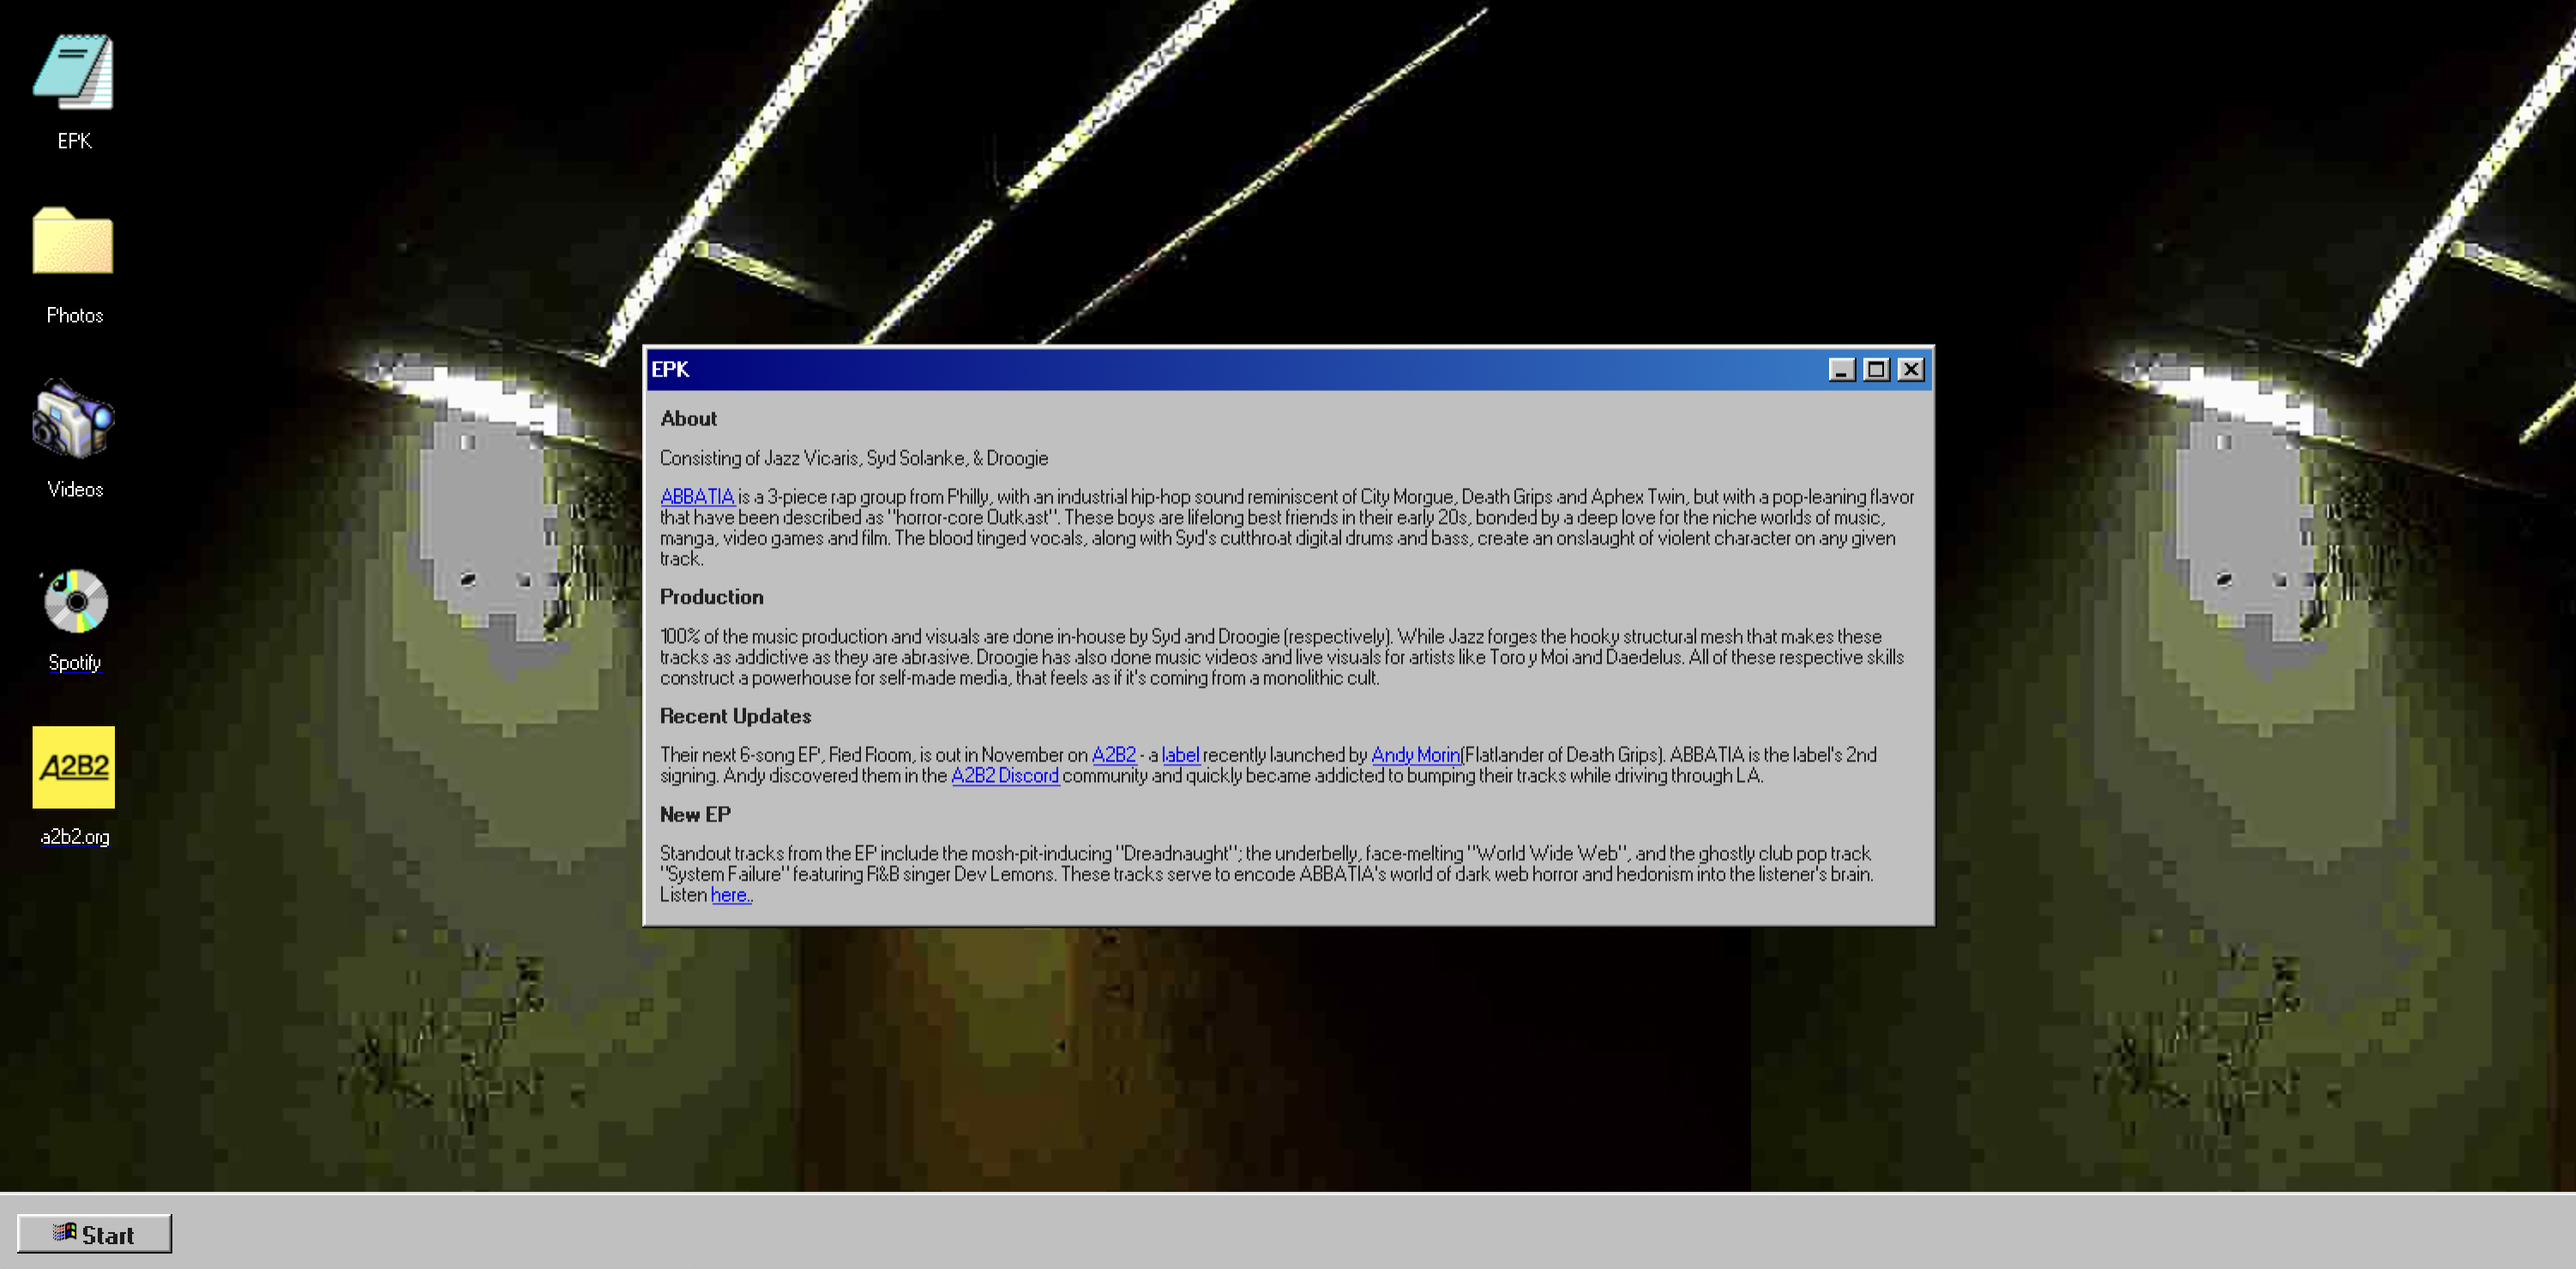 EPK
Photos
Videos
Spotify
A2B2
a2b2.org
EPK
About
Consisting of Jazz Vicaris, Syd Solanke, & Droogie
ABBATIA is a 3-piece rap group from Philly, with an industrial hip-hop sound reminiscent of City Morgue, Death Grips and Aphex Twin, but with a pop-leaning flavor
that have been described as "horror-core Outkast". These boys are lifelong best friends in their early 20s, bonded by a deep love for the niche worlds of music,
manga, video games and film. The blood tinged vocals, along with Syd's cutthroat digital drums and bass, create an onslaught of violent character on any given
track.
Production
100% of the music production and visuals are done in-house by Syd and Droogie (respectively). While Jazz forges the hooky structural mesh that makes these
tracks as addictive as they are abrasive. Droogie has also done music videos and live visuals for artists like Toro y Moi and Daedelus. All of these respective skills
construct a powerhouse for self-made media, that feels as if it's coming from a monolithic cult.
Recent Updates
Their next 6-song EP, Red Room, is out in November on A2B2 - a label recently launched by Andy Morin(Flatlander of Death Grips). ABBATIA is the label's 2nd
signing. Andy discovered them in the A2B2 Discord community and quickly became addicted to bumping their tracks while driving through LA.
New EP
Standout tracks from the EP include the mosh-pit-inducing "Dreadnaught"; the underbelly, face-melting "World Wide Web", and the ghostly club pop track
"System Failure" featuring R&B singer Dev Lemons. These tracks serve to encode ABBATIA's world of dark web horror and hedonism into the listener's brain.
Listen here..
Start